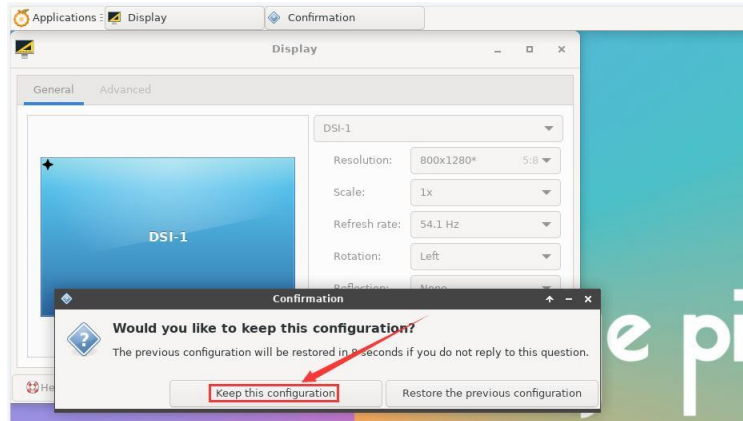 Applications
Display
Confirmation
Display
General
Advanced
DSI-1
Resolution:
800x1280*
5:8
Scale:
1x
Refresh rate:
54.1 Hz
DSI-1
Rotation:
Left
Reflection:
None
Confirmation
Would you like to keep this configuration?
The previous configuration will be restored in 8 seconds if you do not reply to this question.
Keep this configuration
Restore the previous configuration
He
e pi